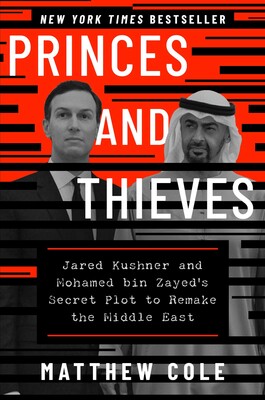 NEW YORK TIMES BESTSELLER
PRINCES
AND
THIEVES
Jared Kushner and
Mohamed bin Zayed's
Secret Plot to Remake
the Middle East
MATTHEW COLE